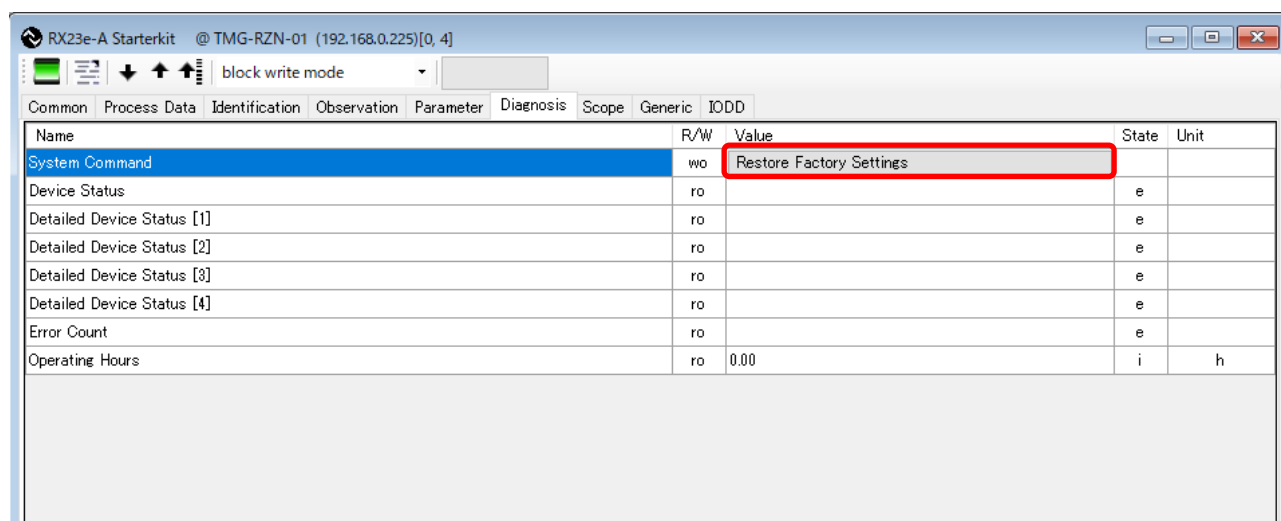 RX23e-A Starterkit @ TMG-RZN-01 (192.168.0.225)[0, 4]
block write mode
Common Process Data Identification Observation Parameter Diagnosis Scope Generic IODD
Name R/W Value State Unit
System Command wo Restore Factory Settings
Device Status ro e
Detailed Device Status [1] ro e
Detailed Device Status [2] ro e
Detailed Device Status [3] ro e
Detailed Device Status [4] ro e
Error Count ro e
Operating Hours ro 0.00 i h